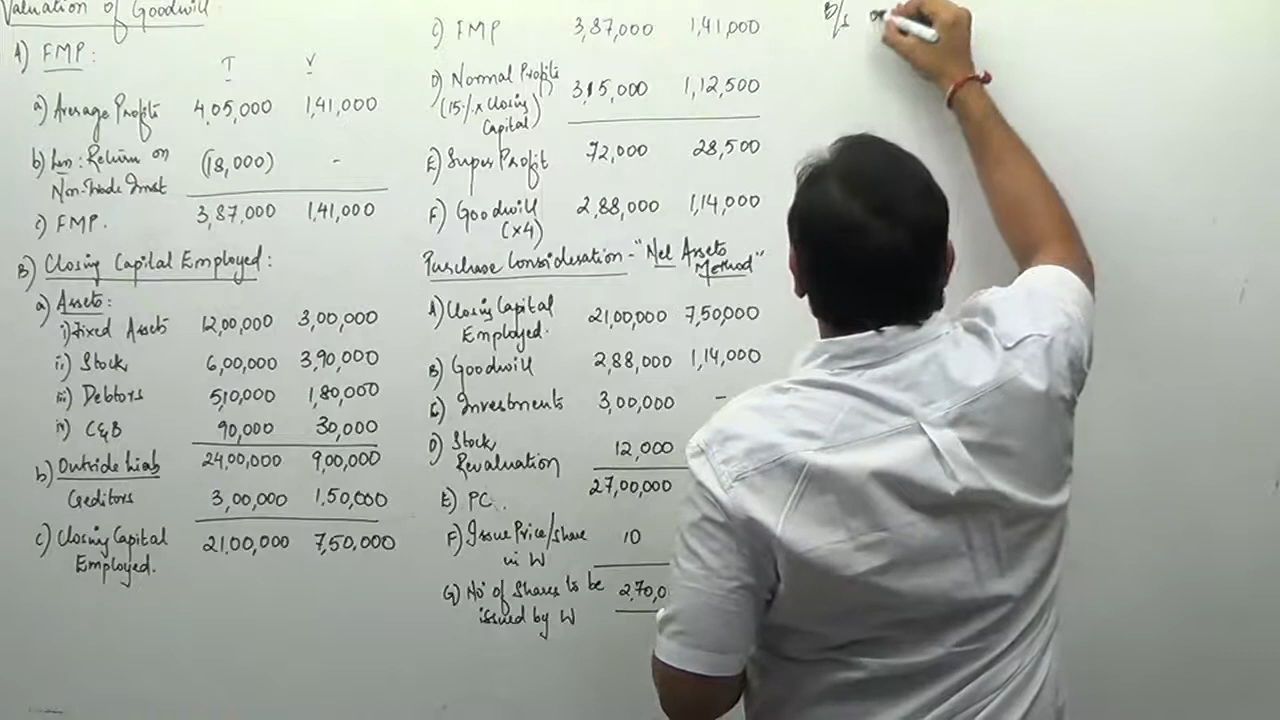 Valuation of Goodwill:
A) FMP:
T V
a) Average Profits 4,05,000 1,41,000
b) Less: Return on (18,000) -
Non-Trade Invst
c) FMP. 3,87,000 1,41,000
B) Closing Capital Employed:
a) Assets:
i) Fixed Assets 12,00,000 3,00,000
ii) Stock 6,00,000 3,90,000
iii) Debtors 5,10,000 1,80,000
iv) C&B 90,000 30,000
24,00,000 9,00,000
b) Outside Liab
Creditors 3,00,000 1,50,000
c) Closing Capital 21,00,000 7,50,000
Employed.
C) FMP 3,87,000 1,41,000
D) Normal Profits 3,15,000 1,12,500
(15% x Closing
Capital)
E) Super Profit 72,000 28,500
F) Goodwill 2,88,000 1,14,000
(x4)
Purchase Consideration - "Net Assets
Method"
A) Closing Capital 21,00,000 7,50,000
Employed.
B) Goodwill 2,88,000 1,14,000
C) Investments 3,00,000 -
D) Stock 12,000
Revaluation
E) PC. 27,00,000
F) Issue Price/share 10
in W
G) No of Shares to be 2,70,0
issued by W
B/S